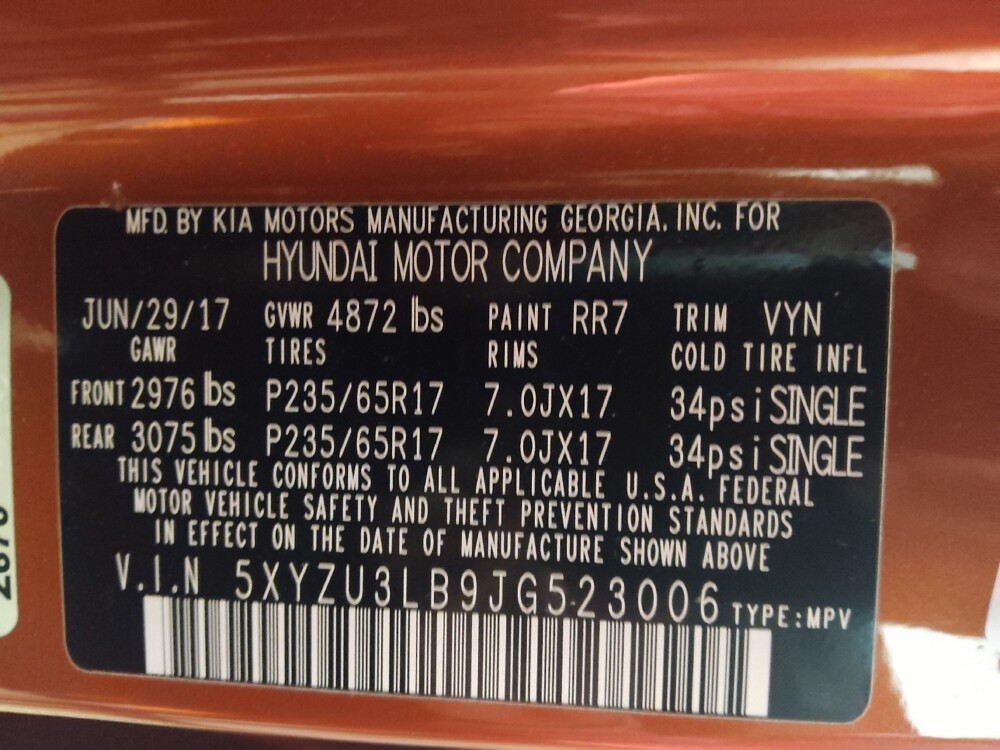 MFD. BY KIA MOTORS MANUFACTURING GEORGIA, INC. FOR
HYUNDAI MOTOR COMPANY
JUN/29/17 GVWR 4872 lbs PAINT RR7 TRIM VYN
GAWR TIRES RIMS COLD TIRE INFL
FRONT 2976 lbs P235/65R17 7.0JX17 34psi SINGLE
REAR 3075 lbs P235/65R17 7.0JX17 34psi SINGLE
THIS VEHICLE CONFORMS TO ALL APPLICABLE U.S.A. FEDERAL
MOTOR VEHICLE SAFETY AND THEFT PREVENTION STANDARDS
IN EFFECT ON THE DATE OF MANUFACTURE SHOWN ABOVE
V.I.N 5XYZU3LB9JG523006 TYPE:MPV